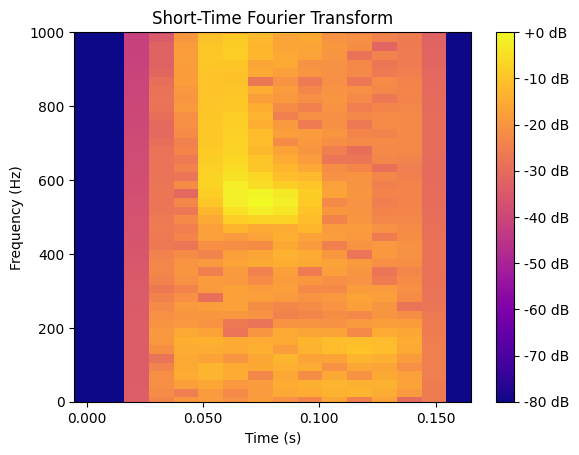 Short-Time Fourier Transform
1000
800
600
400
200
0
Frequency (Hz)
0.000
0.050
0.100
0.150
Time (s)
+0 dB
-10 dB
-20 dB
-30 dB
-40 dB
-50 dB
-60 dB
-70 dB
-80 dB